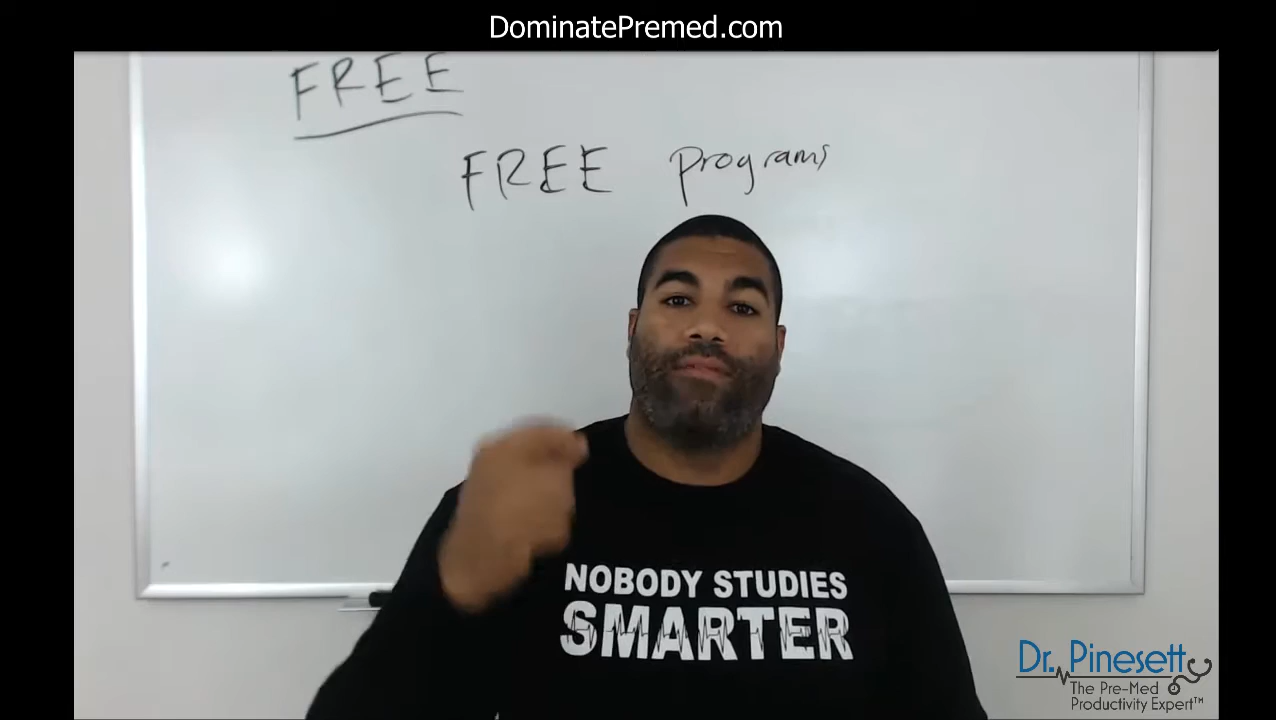 DominatePremed.com
FREE
FREE programs
NOBODY STUDIES
SMARTER
Dr. Pinesett
The Pre-Med
Productivity Expert™